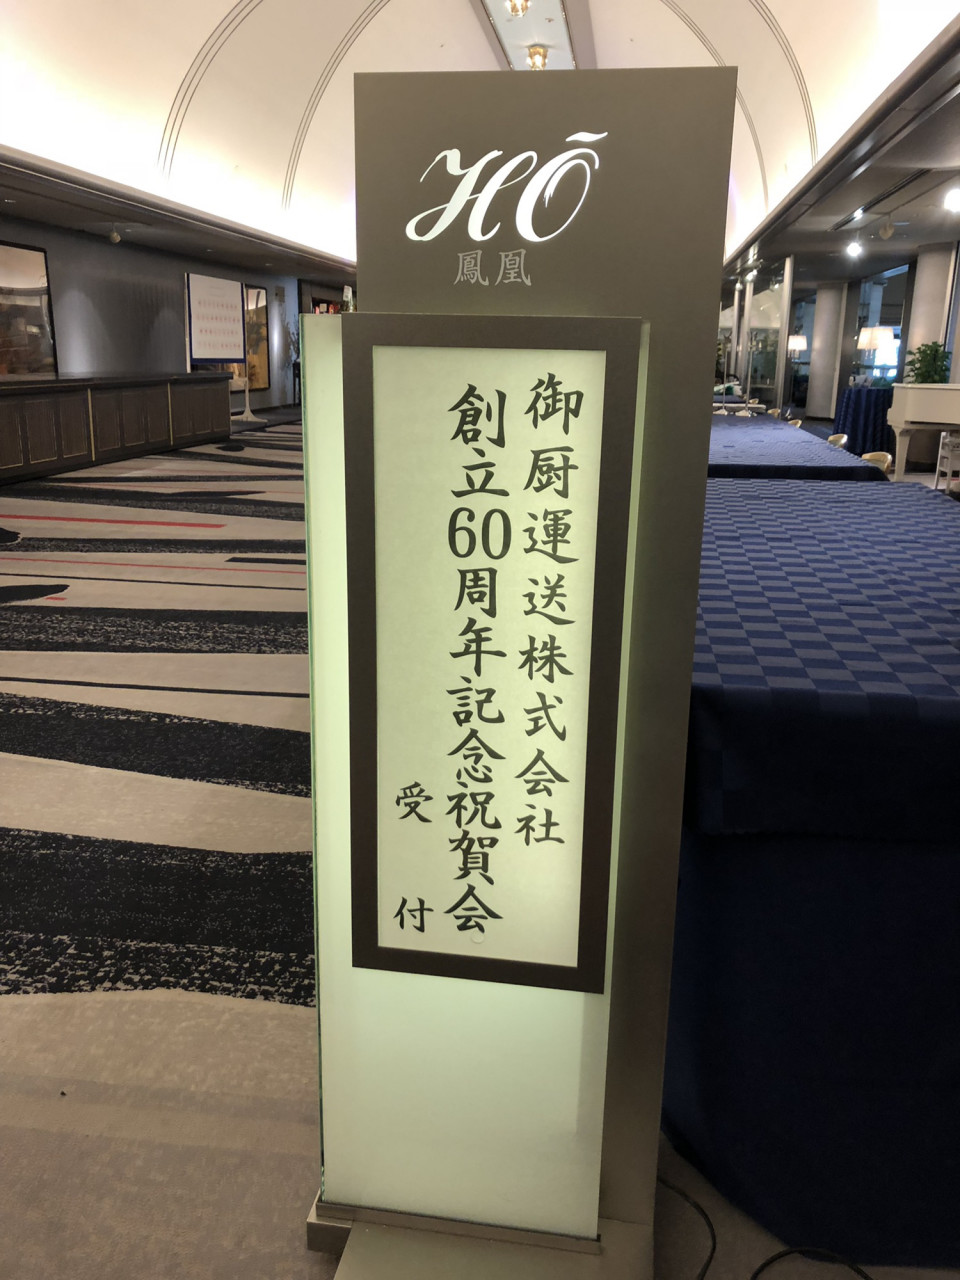 HŌ
鳳凰
御厨運送株式会社
創立60周年記念祝賀会
受付